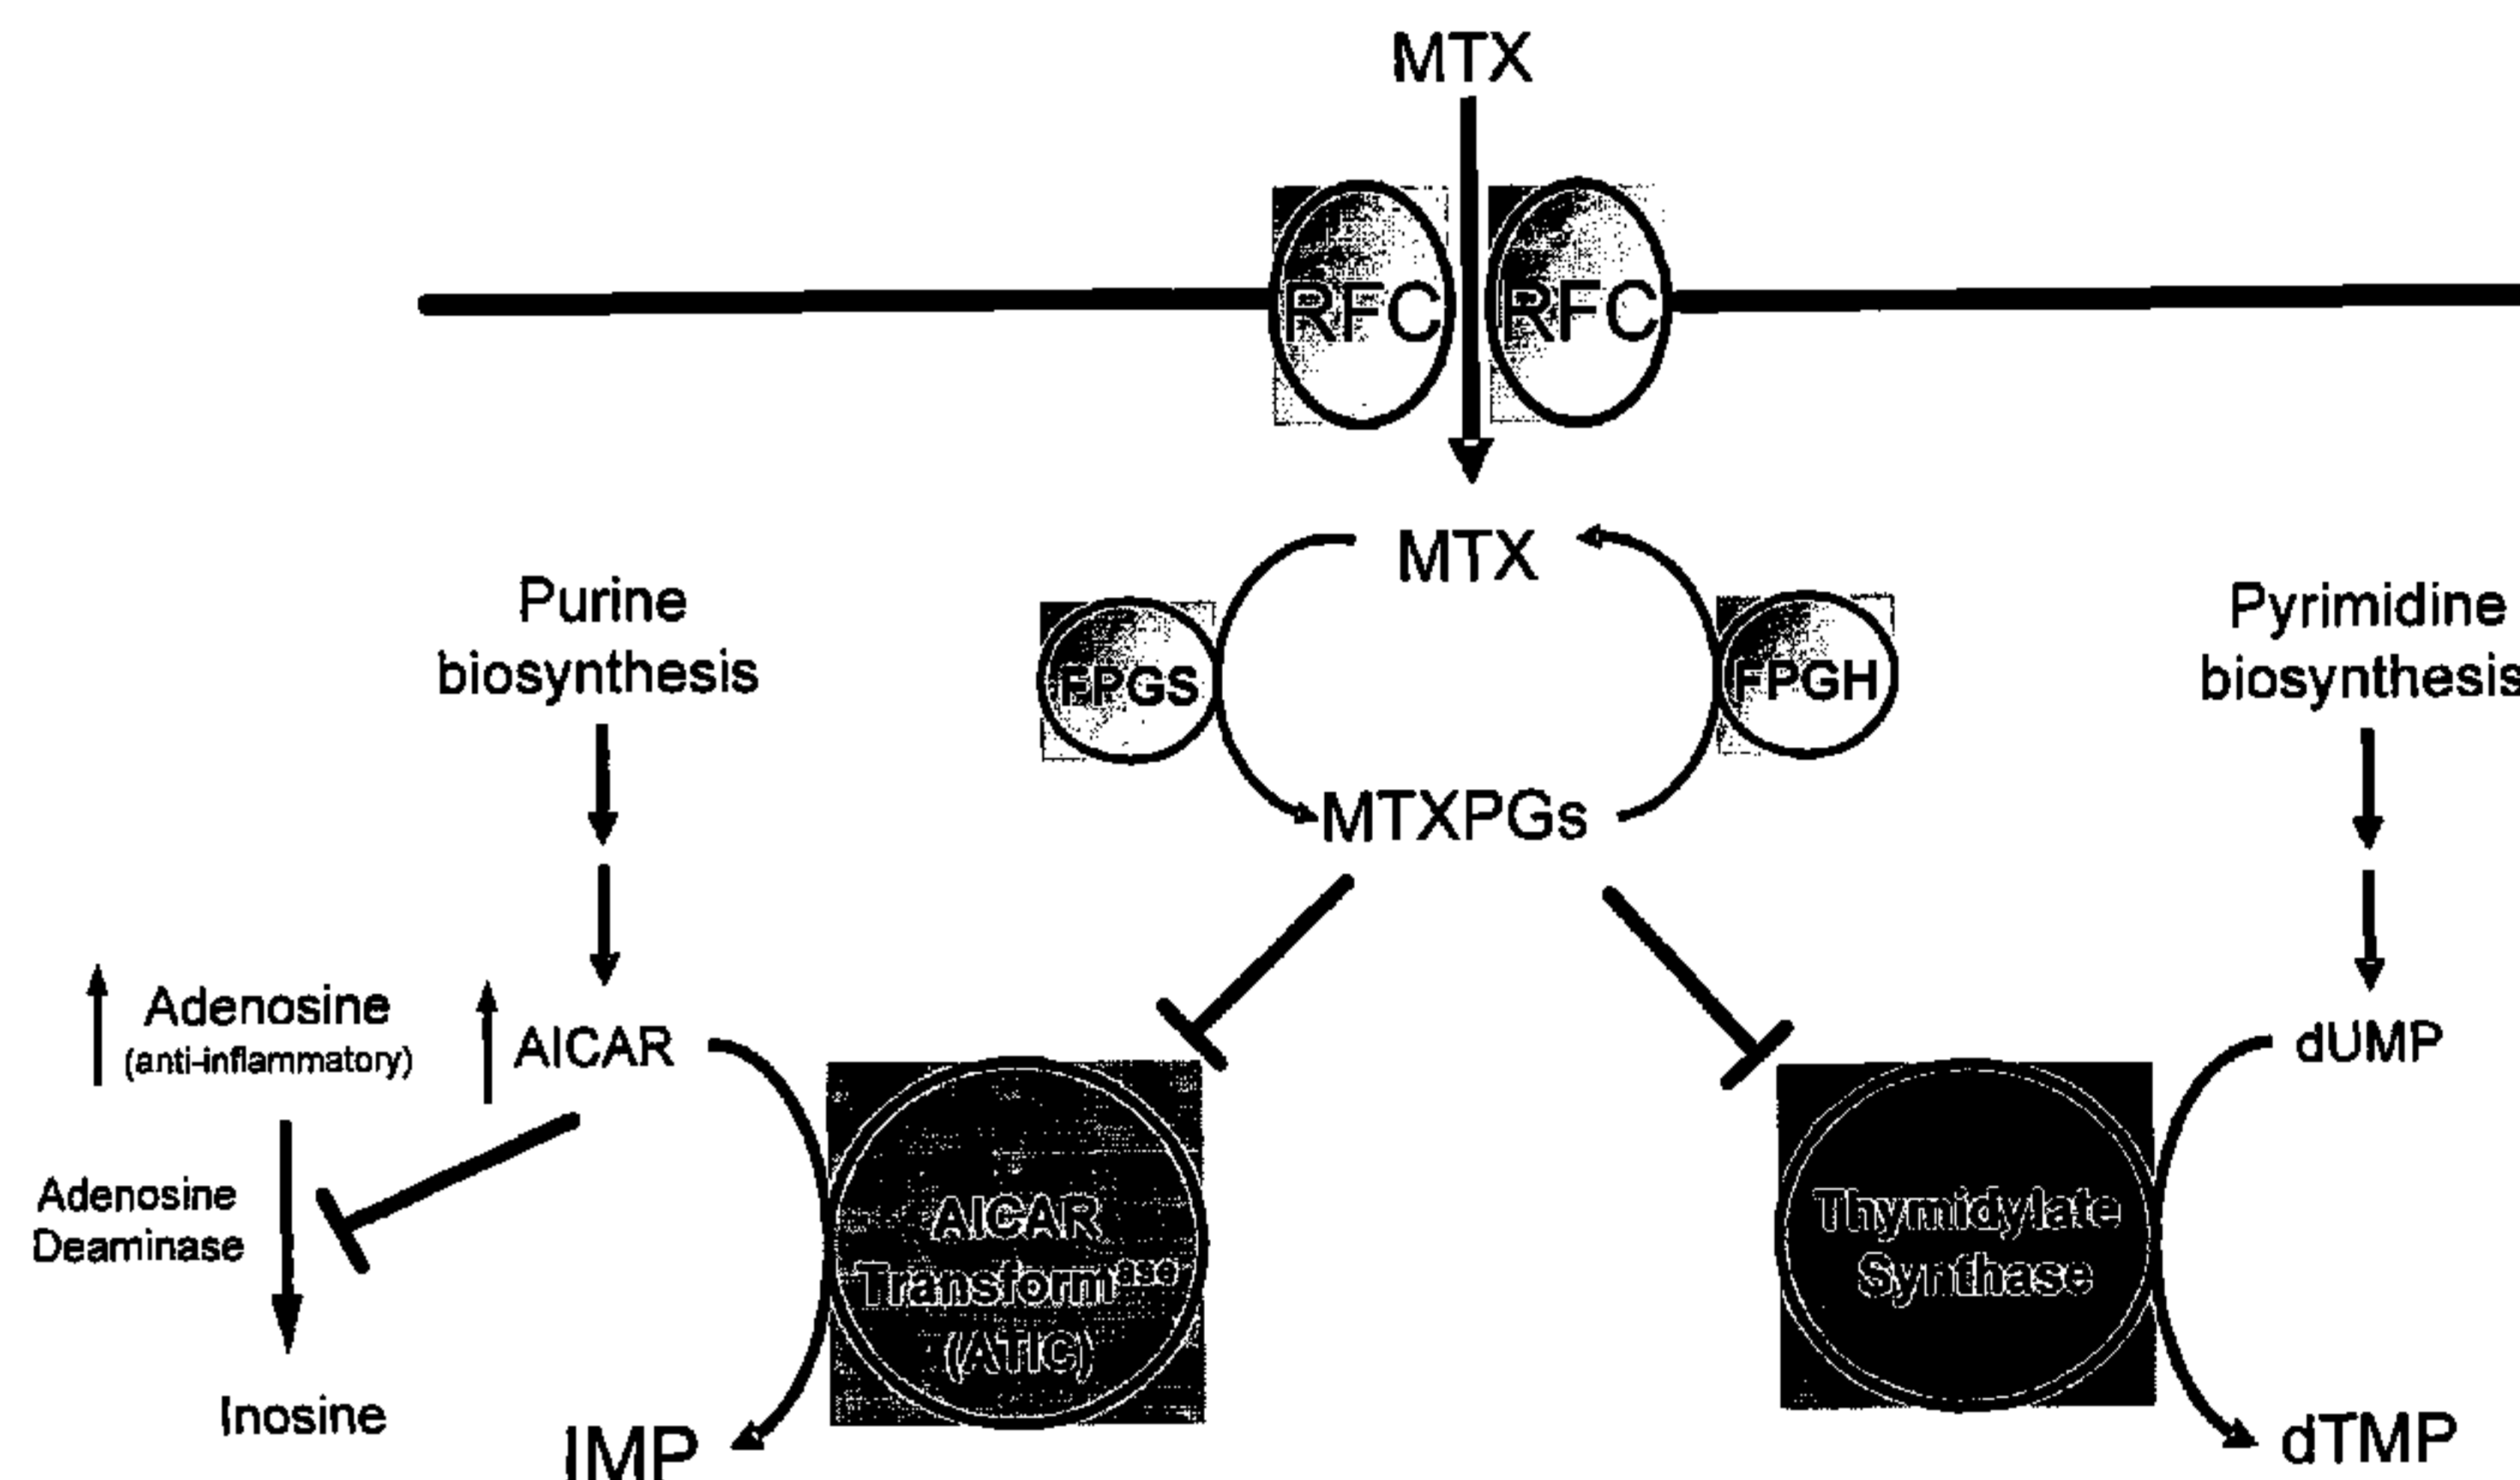 MTX
RFC
RFC
MTX
Purine
biosynthesis
FPGS
FPGH
Pyrimidine
biosynthesis
MTXPGs
Adenosine
(anti-inflammatory)
AICAR
dUMP
Adenosine
Deaminase
AICAR
Transformase
(ATIC)
Thymidylate
Synthase
Inosine
IMP
dTMP